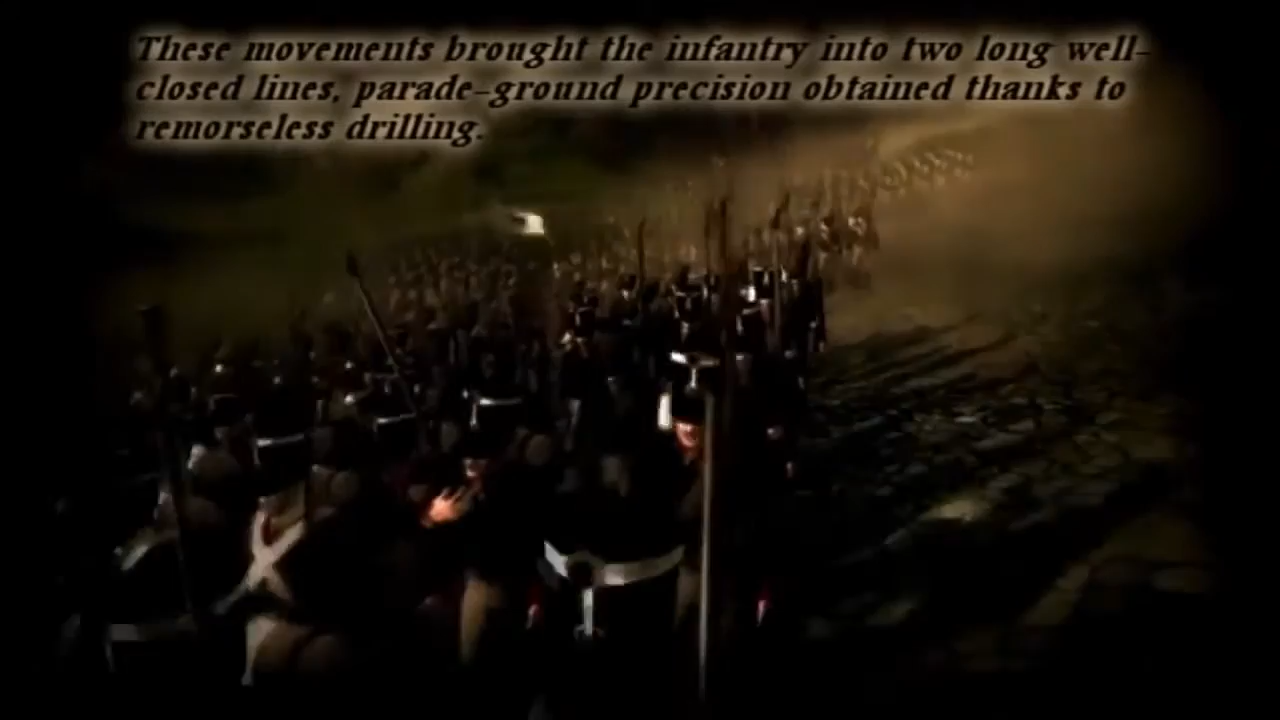 These movements brought the infantry into two long well-
closed lines, parade-ground precision obtained thanks to
remorseless drilling.